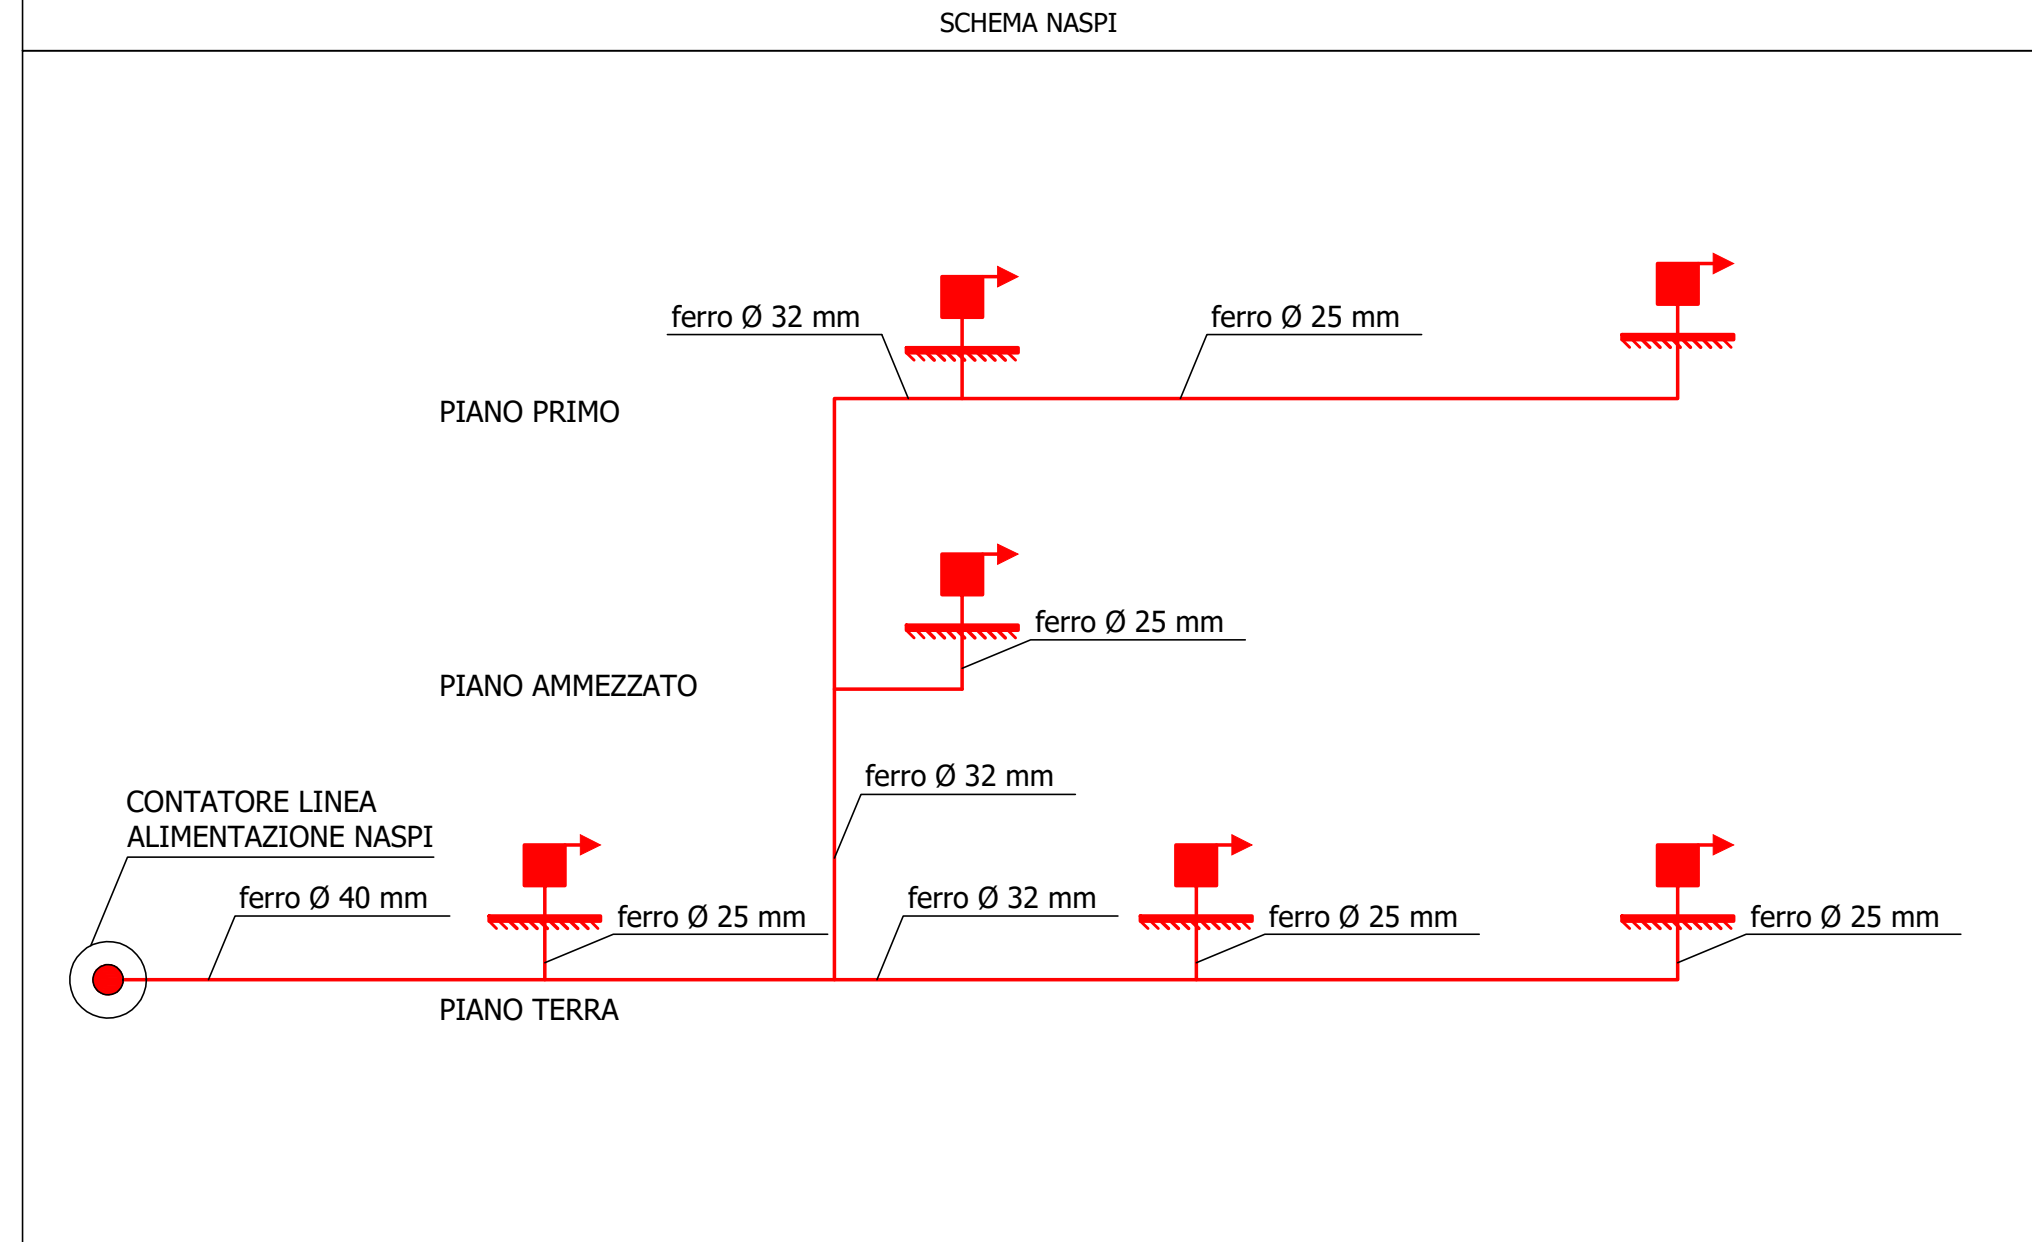 SCHEMA NASPI
ferro Ø 32 mm
ferro Ø 25 mm
PIANO PRIMO
ferro Ø 25 mm
PIANO AMMEZZATO
ferro Ø 32 mm
CONTATORE LINEA
ALIMENTAZIONE NASPI
ferro Ø 40 mm
ferro Ø 25 mm
ferro Ø 32 mm
ferro Ø 25 mm
ferro Ø 25 mm
PIANO TERRA